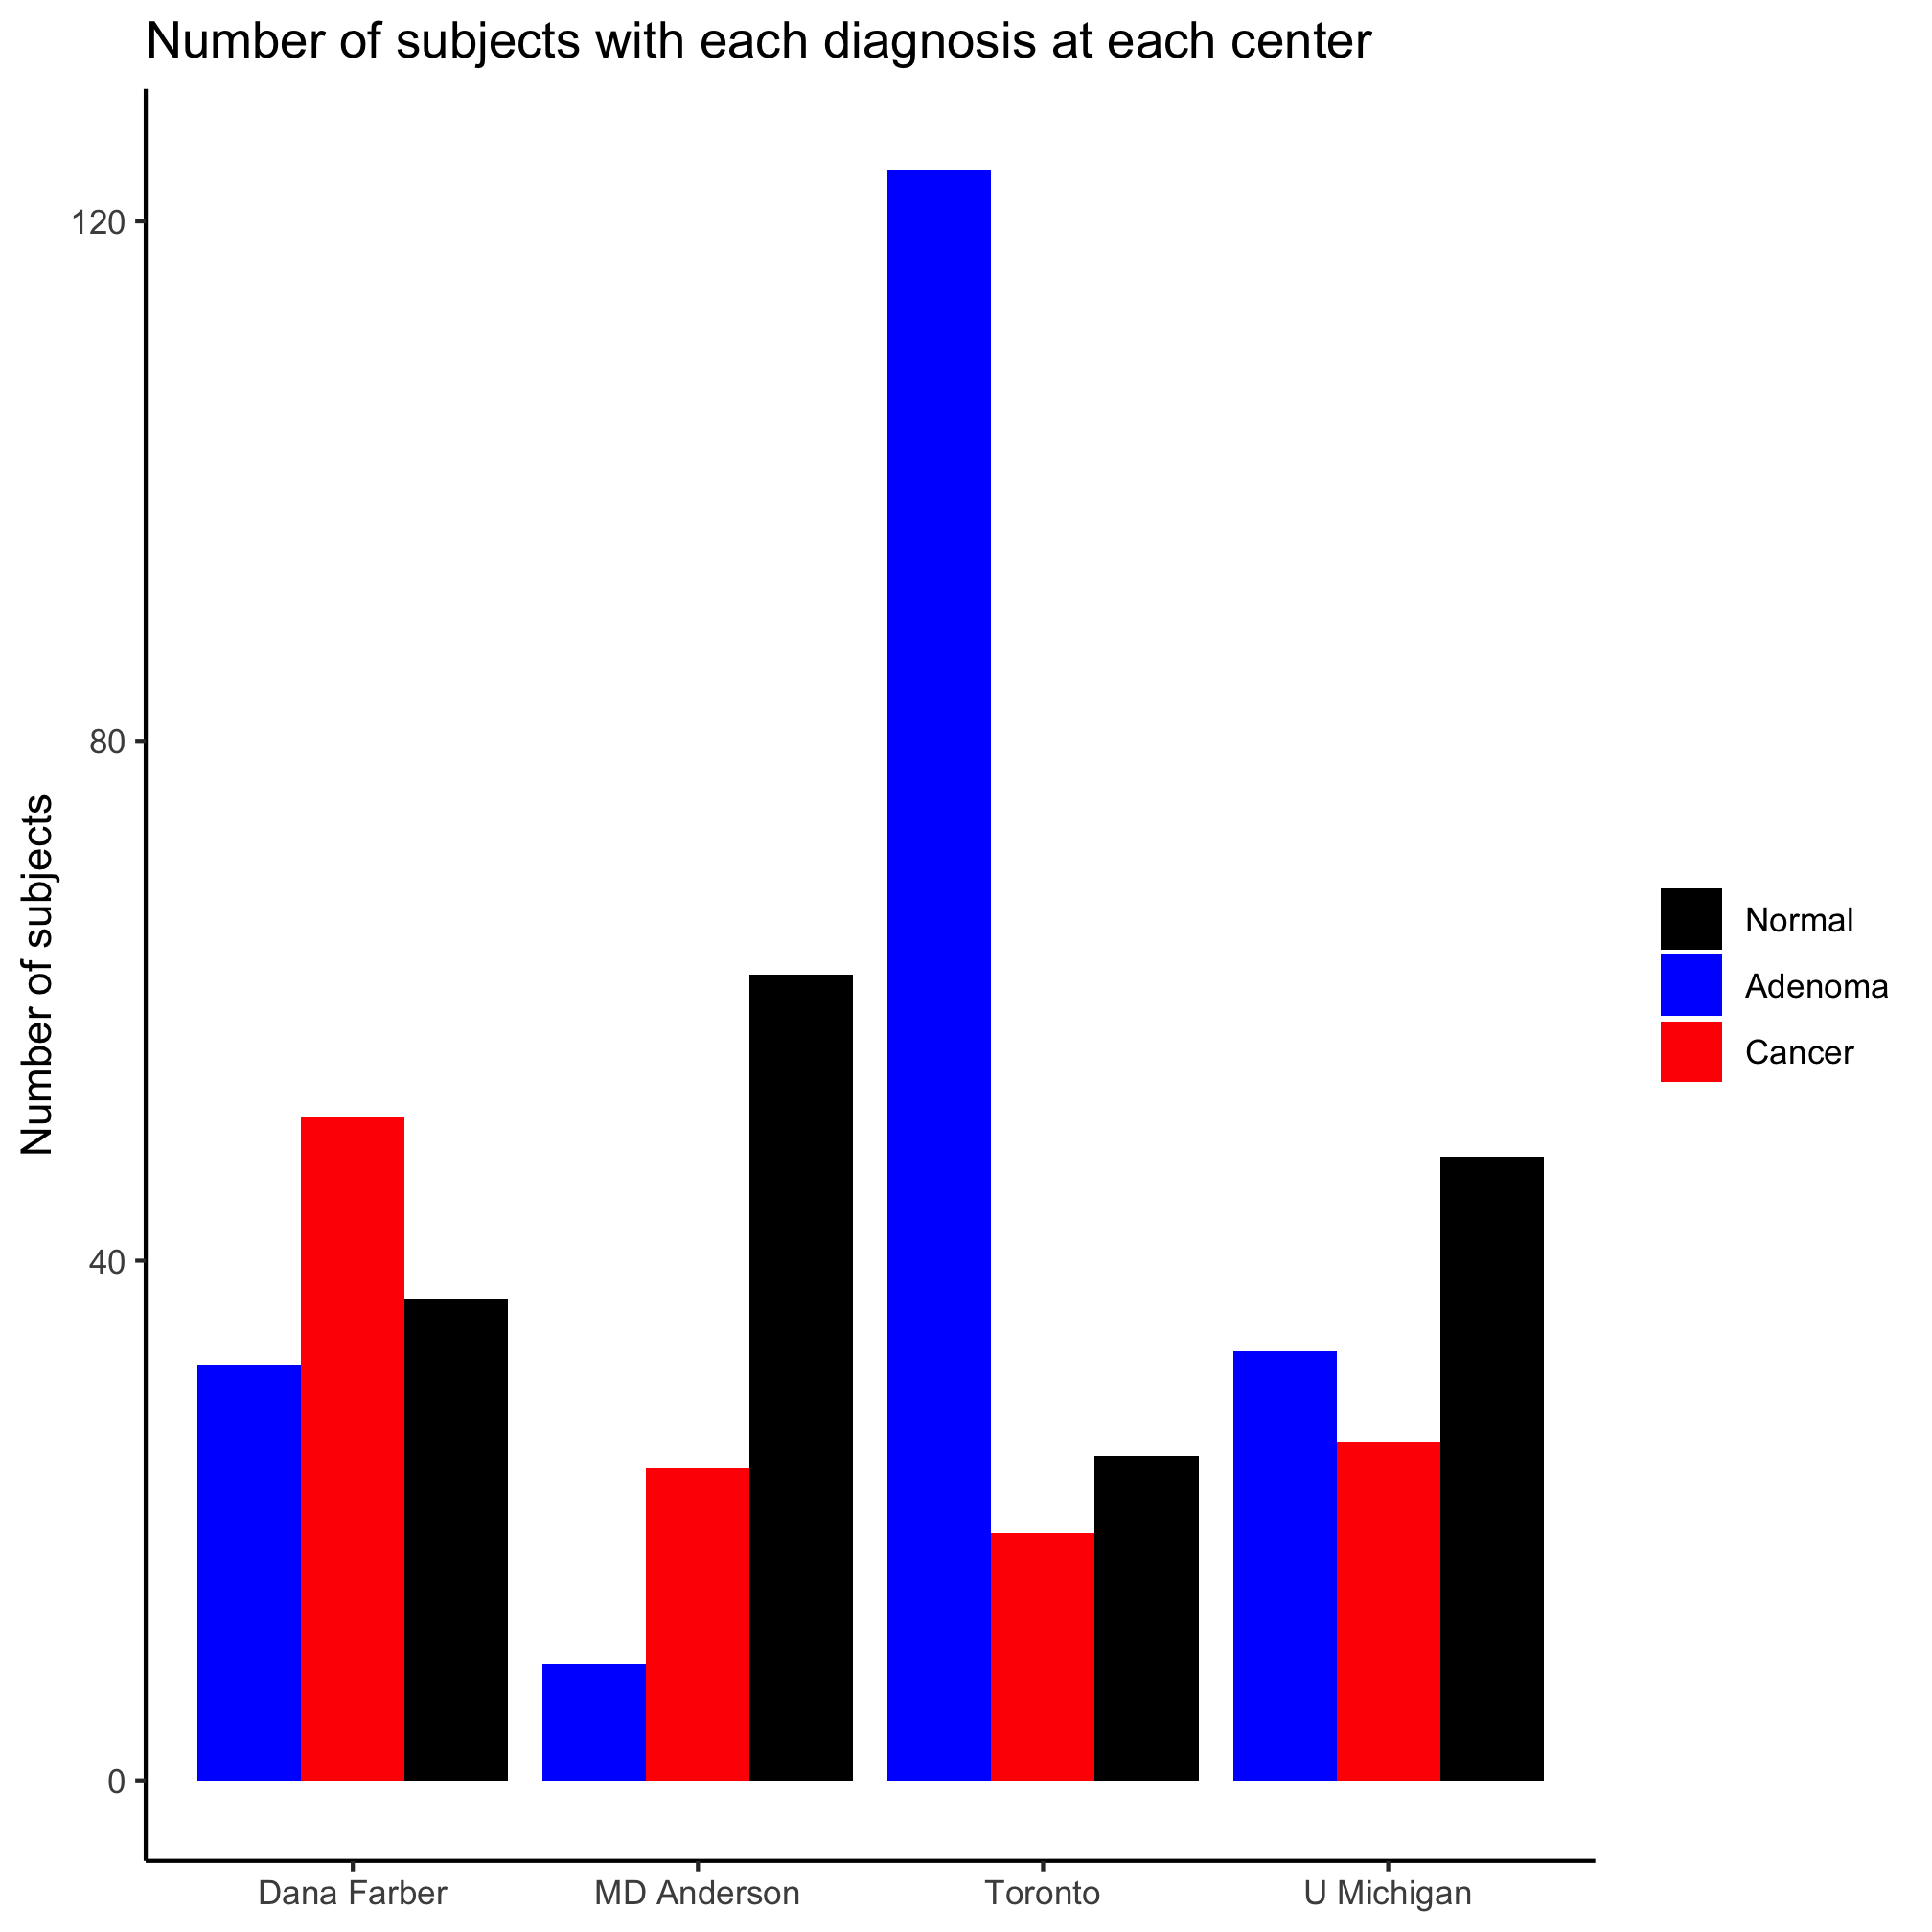 Number of subjects with each diagnosis at each center
Number of subjects
120
80
40
0
Dana Farber
MD Anderson
Toronto
U Michigan
Normal
Adenoma
Cancer